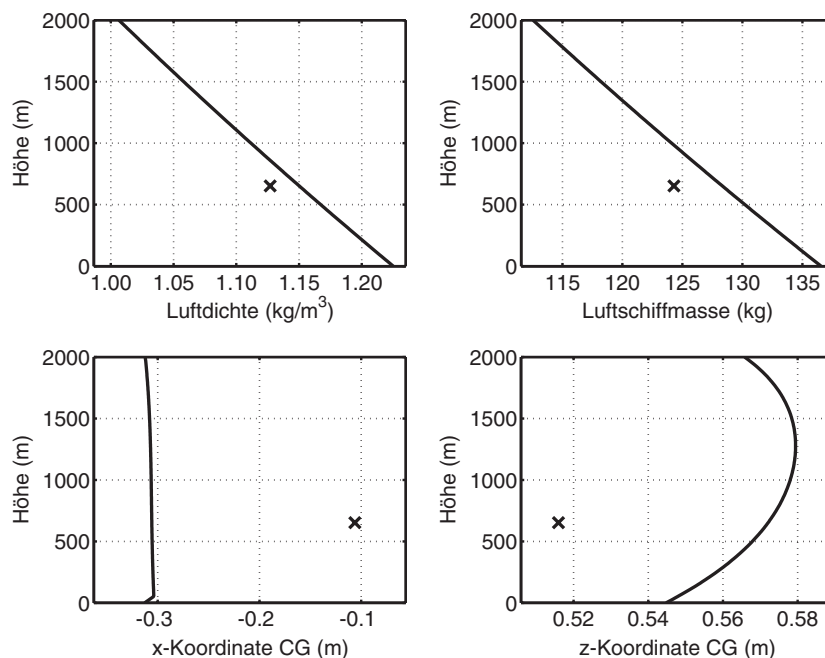 2000
1500
1000
500
0
Höhe (m)
1.00 1.05 1.10 1.15 1.20
Luftdichte (kg/m³)
2000
1500
1000
500
0
Höhe (m)
115 120 125 130 135
Luftschiffmasse (kg)
2000
1500
1000
500
0
Höhe (m)
-0.3 -0.2 -0.1
x-Koordinate CG (m)
2000
1500
1000
500
0
Höhe (m)
0.52 0.54 0.56 0.58
z-Koordinate CG (m)